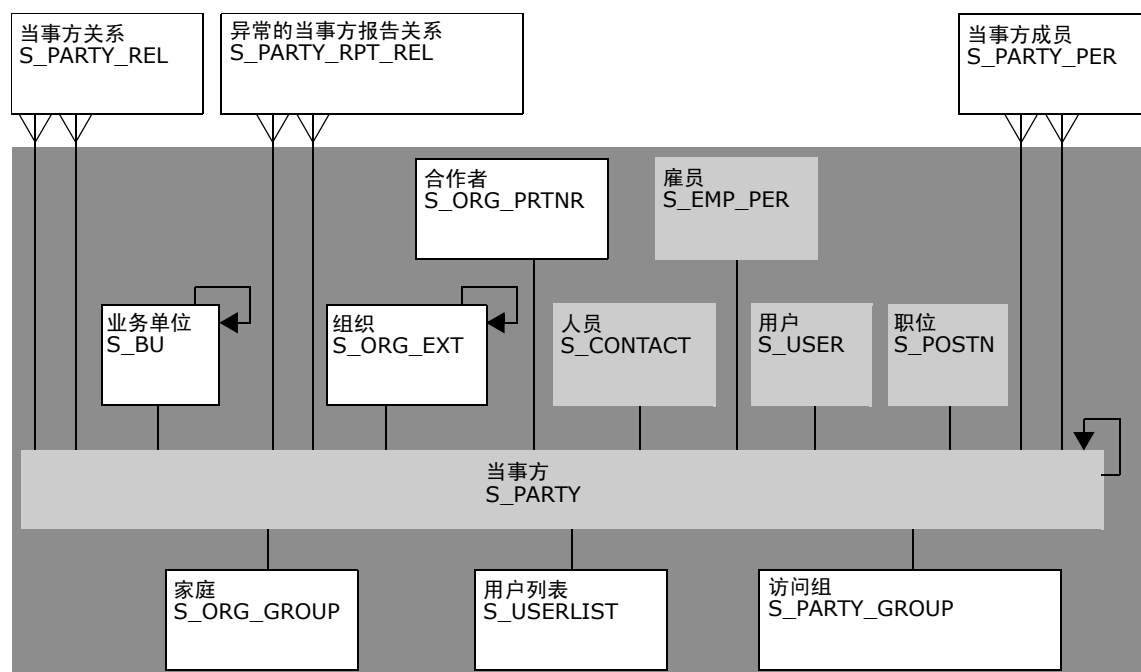 当事方关系
S_PARTY_REL
异常的当事方报告关系
S_PARTY_RPT_REL
当事方成员
S_PARTY_PER
合作者
S_ORG_PRTNR
雇员
S_EMP_PER
业务单位
S_BU
组织
S_ORG_EXT
人员
S_CONTACT
用户
S_USER
职位
S_POSTN
当事方
S_PARTY
家庭
S_ORG_GROUP
用户列表
S_USERLIST
访问组
S_PARTY_GROUP